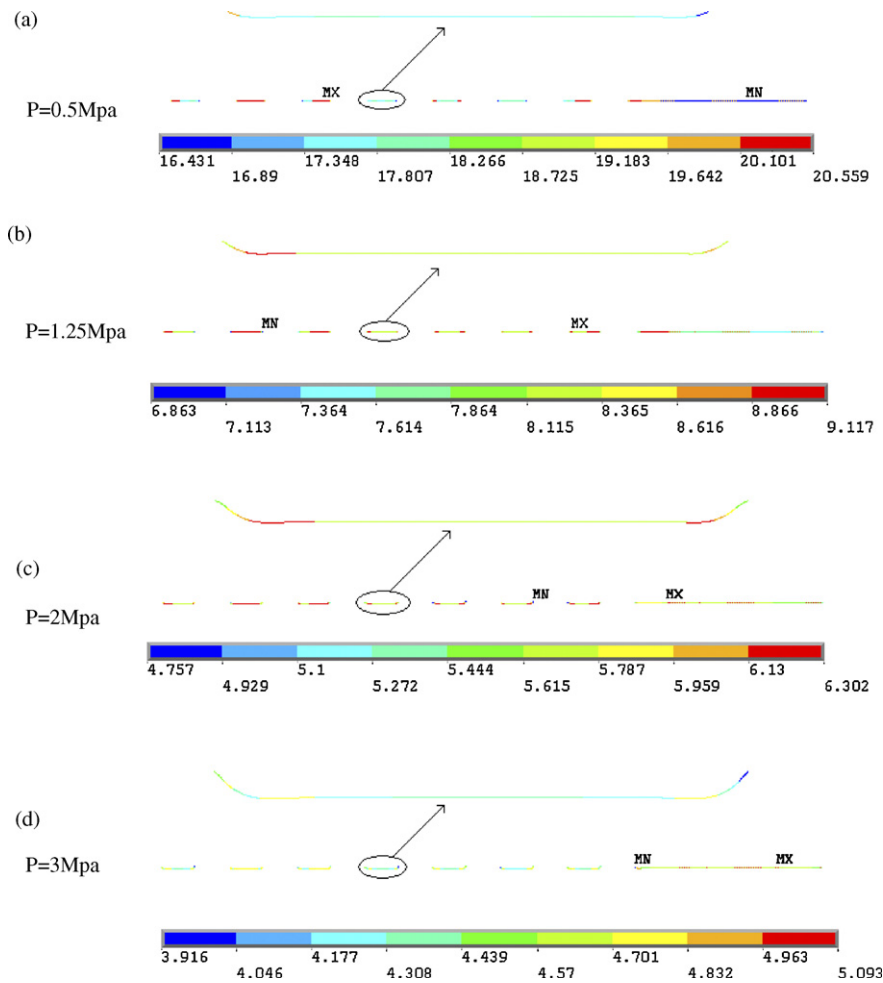 (a)
MX
MN
P=0.5Mpa
16.431 17.348 18.266 19.183 20.101
16.89 17.807 18.725 19.642 20.559
(b)
MN
MX
P=1.25Mpa
6.863 7.364 7.864 8.365 8.866
7.113 7.614 8.115 8.616 9.117
(c)
MN
MX
P=2Mpa
4.757 5.1 5.444 5.787 6.13
4.929 5.272 5.615 5.959 6.302
(d)
MN
MX
P=3Mpa
3.916 4.177 4.439 4.701 4.963
4.046 4.308 4.57 4.832 5.093